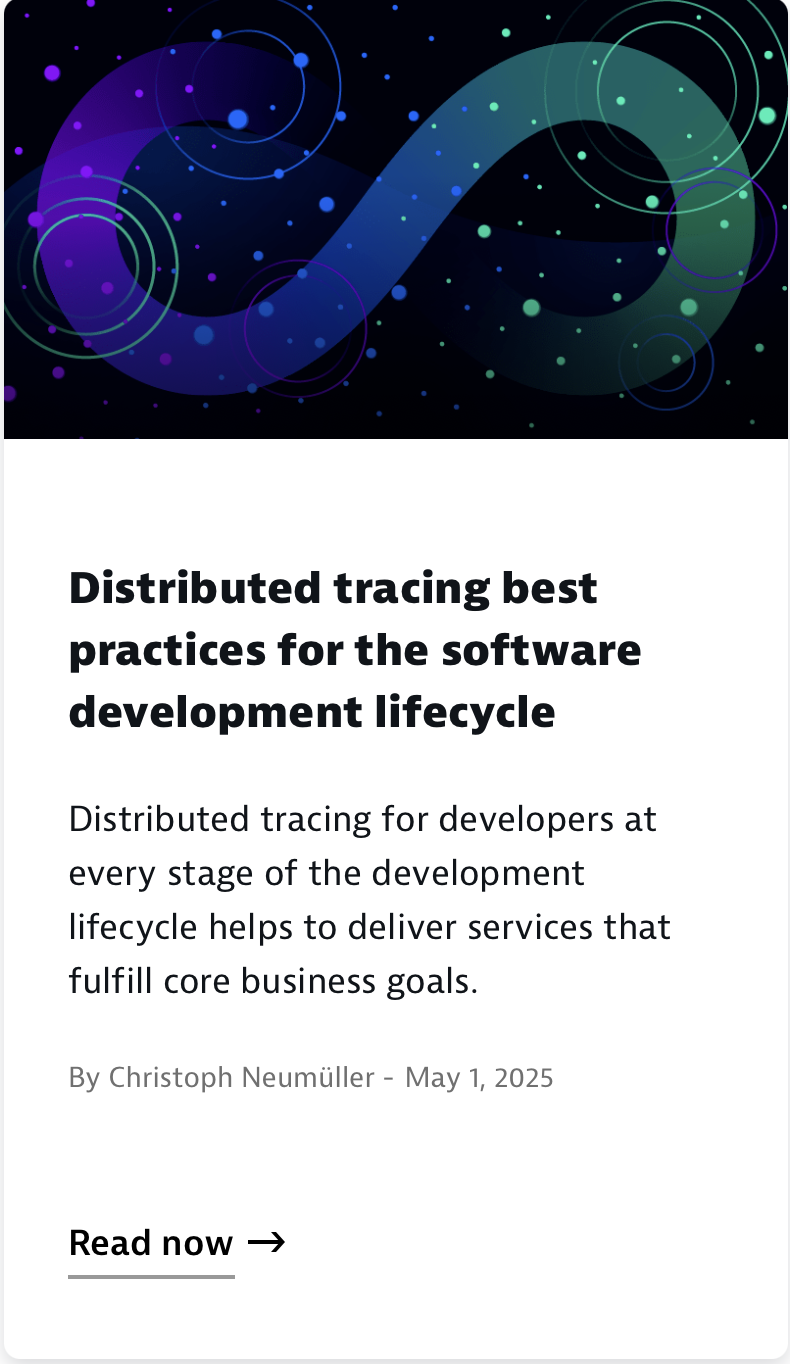 Distributed tracing best
practices for the software
development lifecycle
Distributed tracing for developers at
every stage of the development
lifecycle helps to deliver services that
fulfill core business goals.
By Christoph Neumüller - May 1, 2025
Read now →